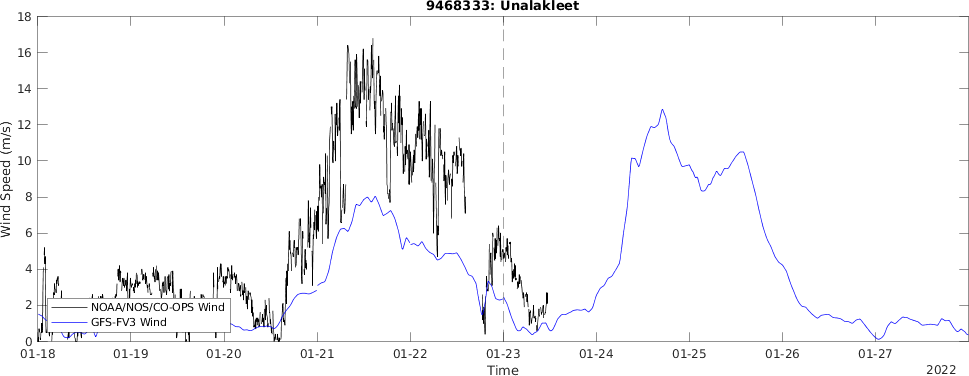 9468333: Unalakleet
18
16
14
12
10
8
6
4
2
0
Wind Speed (m/s)
NOAA/NOS/CO-OPS Wind
GFS-FV3 Wind
01-18 01-19 01-20 01-21 01-22 01-23 01-24 01-25 01-26 01-27
Time
2022